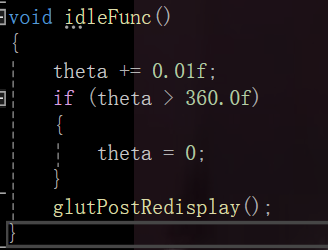 void idleFunc()
{
    theta += 0.01f;
    if (theta > 360.0f)
    {
        theta = 0;
    }
    glutPostRedisplay();
}